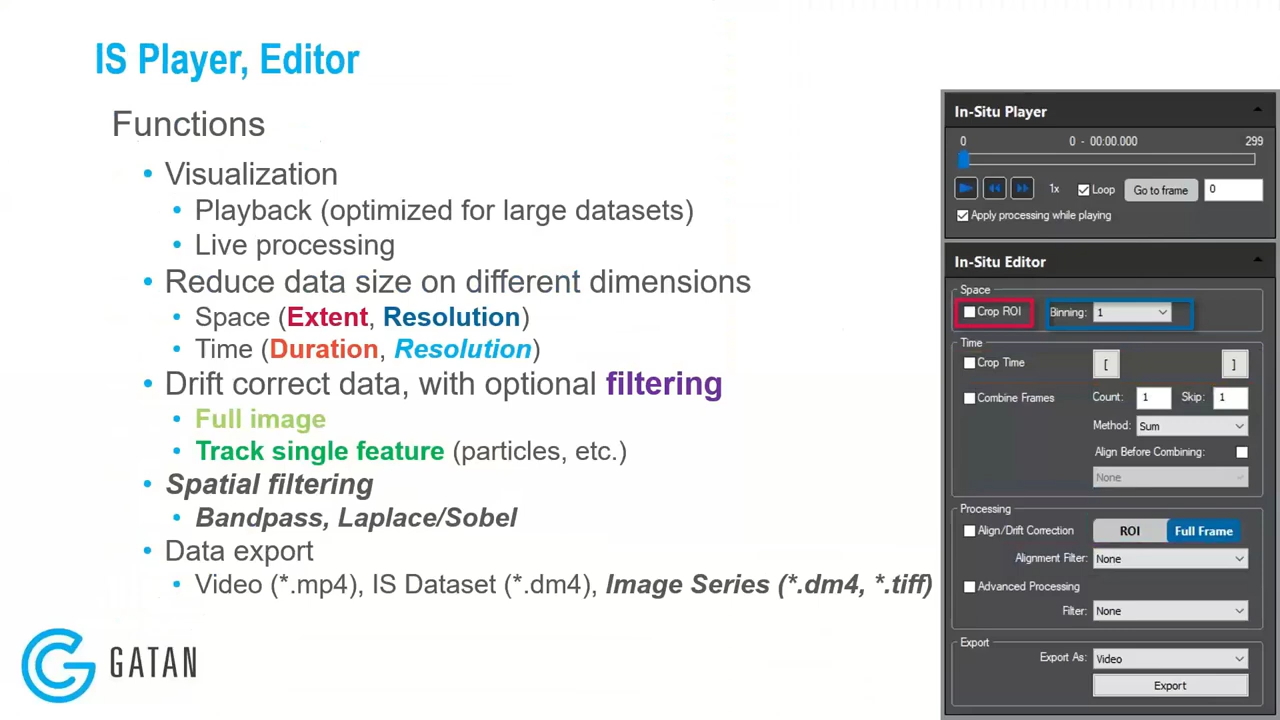 IS Player, Editor
Functions
• Visualization
• Playback (optimized for large datasets)
• Live processing
• Reduce data size on different dimensions
• Space (Extent, Resolution)
• Time (Duration, Resolution)
• Drift correct data, with optional filtering
• Full image
• Track single feature (particles, etc.)
• Spatial filtering
• Bandpass, Laplace/Sobel
• Data export
• Video (*.mp4), IS Dataset (*.dm4), Image Series (*.dm4, *.tiff)
GATAN
In-Situ Player
0 0 - 00:00.000 299
1x Loop Go to frame 0
Apply processing while playing
In-Situ Editor
Space
Crop ROI Binning: 1
Time
Crop Time [ ]
Combine Frames Count: 1 Skip: 1
Method: Sum
Align Before Combining:
None
Processing
Align/Drift Correction ROI Full Frame
Alignment Filter: None
Advanced Processing
Filter: None
Export
Export As: Video
Export